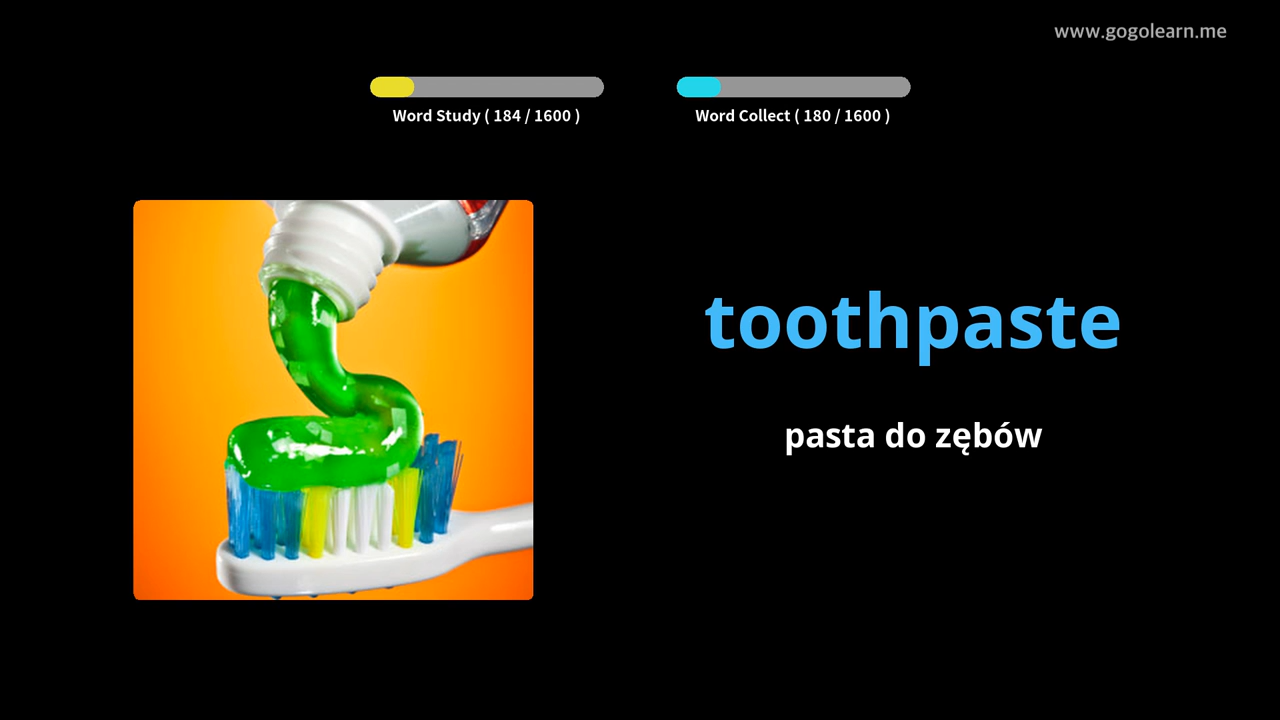 www.gogolearn.me
Word Study ( 184 / 1600 )
Word Collect ( 180 / 1600 )
toothpaste
pasta do zębów